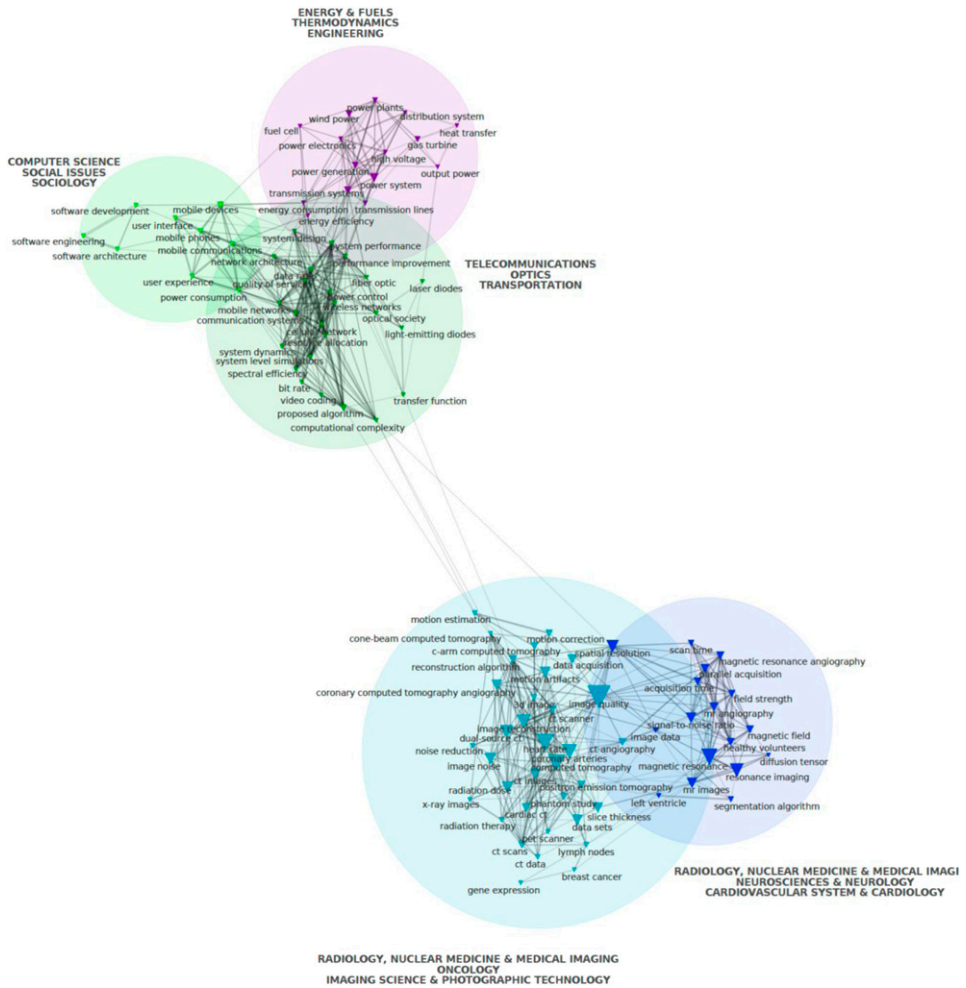 ENERGY & FUELS
THERMODYNAMICS
ENGINEERING
power plants
wind power
distribution system
fuel cell
heat transfer
power electronics
gas turbine
high voltage
power generation
output power
power system
transmission systems
energy consumption
transmission lines
energy efficiency
COMPUTER SCIENCE
SOCIAL ISSUES
SOCIOLOGY
software development
mobile devices
user interface
software engineering
mobile phones
software architecture
mobile communications
network architecture
user experience
power consumption
TELECOMMUNICATIONS
OPTICS
TRANSPORTATION
system design
system performance
performance improvement
data rate
fiber optic
quality of service
laser diodes
power control
mobile networks
wireless networks
communication systems
optical society
cellular network
light-emitting diodes
resource allocation
system dynamics
system level simulations
spectral efficiency
bit rate
video coding
transfer function
proposed algorithm
computational complexity
motion estimation
cone-beam computed tomography
motion correction
c-arm computed tomography
spatial resolution
scan time
reconstruction algorithm
data acquisition
magnetic resonance angiography
motion artifacts
parallel acquisition
coronary computed tomography angiography
acquisition time
3d image
image quality
field strength
ct scanner
mr angiography
image reconstruction
signal-to-noise ratio
dual-source ct
image data
magnetic field
noise reduction
heart rate
ct angiography
healthy volunteers
coronary arteries
diffusion tensor
image noise
computed tomography
magnetic resonance
resonance imaging
ct images
radiation dose
positron emission tomography
mr images
x-ray images
phantom study
left ventricle
segmentation algorithm
cardiac ct
slice thickness
radiation therapy
data sets
pet scanner
ct scans
lymph nodes
ct data
breast cancer
gene expression
RADIOLOGY, NUCLEAR MEDICINE & MEDICAL IMAGI
NEUROSCIENCES & NEUROLOGY
CARDIOVASCULAR SYSTEM & CARDIOLOGY
RADIOLOGY, NUCLEAR MEDICINE & MEDICAL IMAGING
ONCOLOGY
IMAGING SCIENCE & PHOTOGRAPHIC TECHNOLOGY